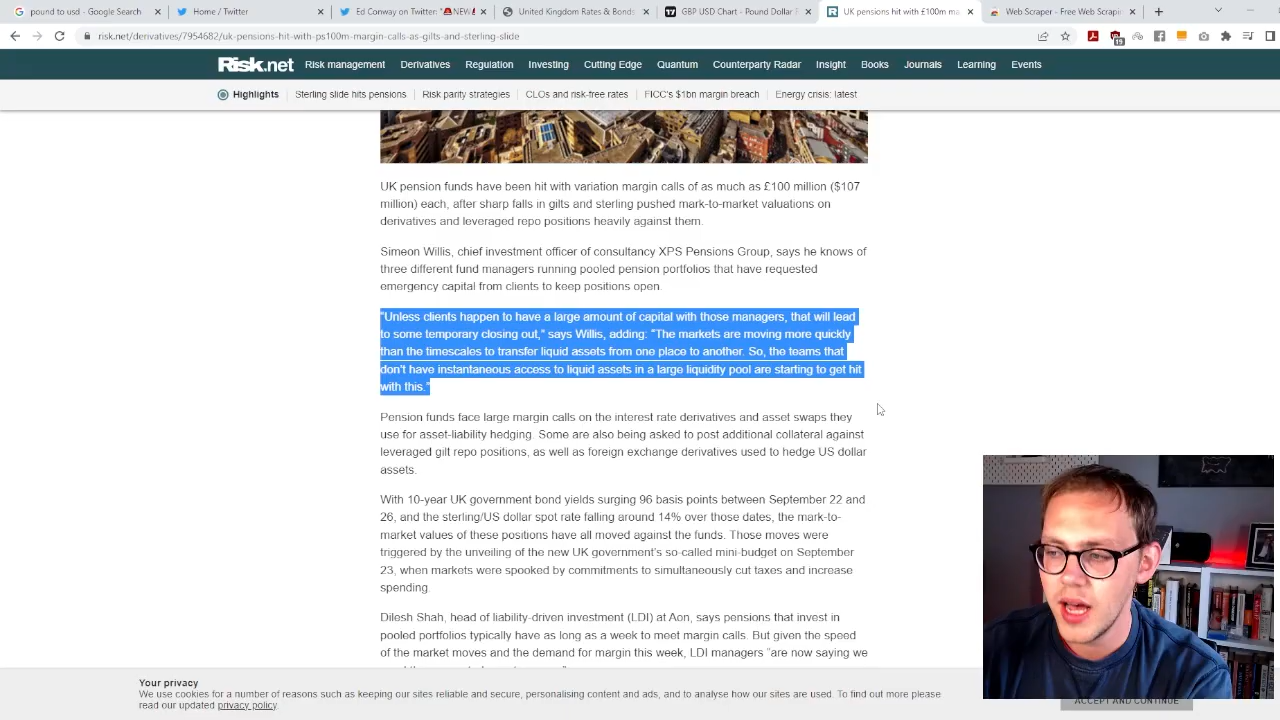 pound to usd - Google Search
Home / Twitter
Ed Conway on Twitter: "🚨NEW
United Kingdom Rates & Bonds
GBP USD Chart - Pound Dollar
UK pensions hit with £100m ma
Web Scraper - Free Web Scraping
risk.net/derivatives/7954682/uk-pensions-hit-with-ps100m-margin-calls-as-gilts-and-sterling-slide
19
Risk.net Risk management Derivatives Regulation Investing Cutting Edge Quantum Counterparty Radar Insight Books Journals Learning Events
Highlights Sterling slide hits pensions Risk parity strategies CLOs and risk-free rates FICC's $1bn margin breach Energy crisis: latest
UK pension funds have been hit with variation margin calls of as much as £100 million ($107
million) each, after sharp falls in gilts and sterling pushed mark-to-market valuations on
derivatives and leveraged repo positions heavily against them.
Simeon Willis, chief investment officer of consultancy XPS Pensions Group, says he knows of
three different fund managers running pooled pension portfolios that have requested
emergency capital from clients to keep positions open.
"Unless clients happen to have a large amount of capital with those managers, that will lead
to some temporary closing out," says Willis, adding: "The markets are moving more quickly
than the timescales to transfer liquid assets from one place to another. So, the teams that
don't have instantaneous access to liquid assets in a large liquidity pool are starting to get hit
with this."
Pension funds face large margin calls on the interest rate derivatives and asset swaps they
use for asset-liability hedging. Some are also being asked to post additional collateral against
leveraged gilt repo positions, as well as foreign exchange derivatives used to hedge US dollar
assets.
With 10-year UK government bond yields surging 96 basis points between September 22 and
26, and the sterling/US dollar spot rate falling around 14% over those dates, the mark-to-
market values of these positions have all moved against the funds. Those moves were
triggered by the unveiling of the new UK government's so-called mini-budget on September
23, when markets were spooked by commitments to simultaneously cut taxes and increase
spending.
Dilesh Shah, head of liability-driven investment (LDI) at Aon, says pensions that invest in
pooled portfolios typically have as long as a week to meet margin calls. But given the speed
of the market moves and the demand for margin this week, LDI managers "are now saying we
Your privacy
We use cookies for a number of reasons such as keeping our sites reliable and secure, personalising content and ads, and to analyse how our sites are used. To find out more please
read our updated privacy policy.
ACCEPT AND CONTINUE